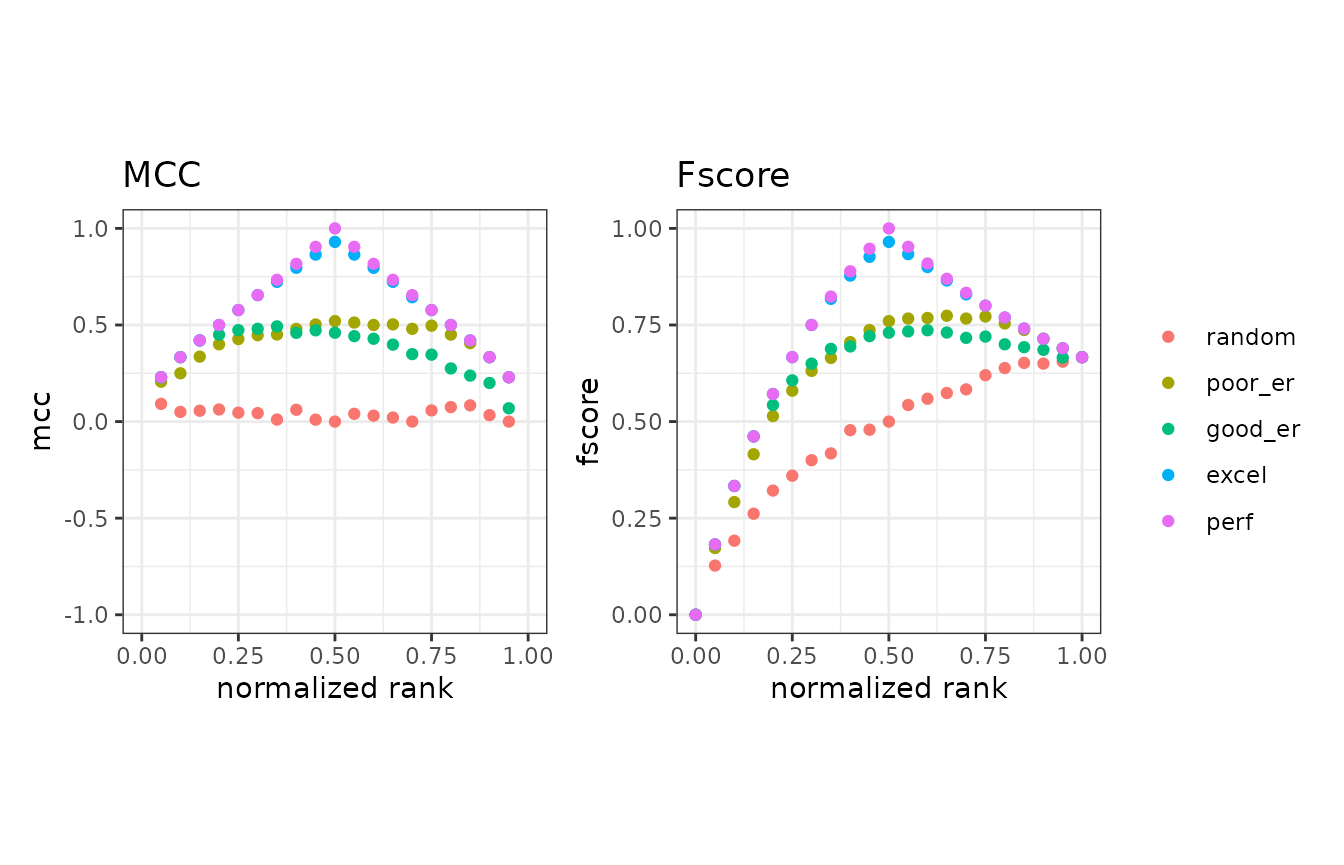 MCC
1.0
0.5
0.0
-0.5
-1.0
mcc
0.00 0.25 0.50 0.75 1.00
normalized rank
Fscore
1.00
0.75
0.50
0.25
0.00
fscore
0.00 0.25 0.50 0.75 1.00
normalized rank
random
poor_er
good_er
excel
perf